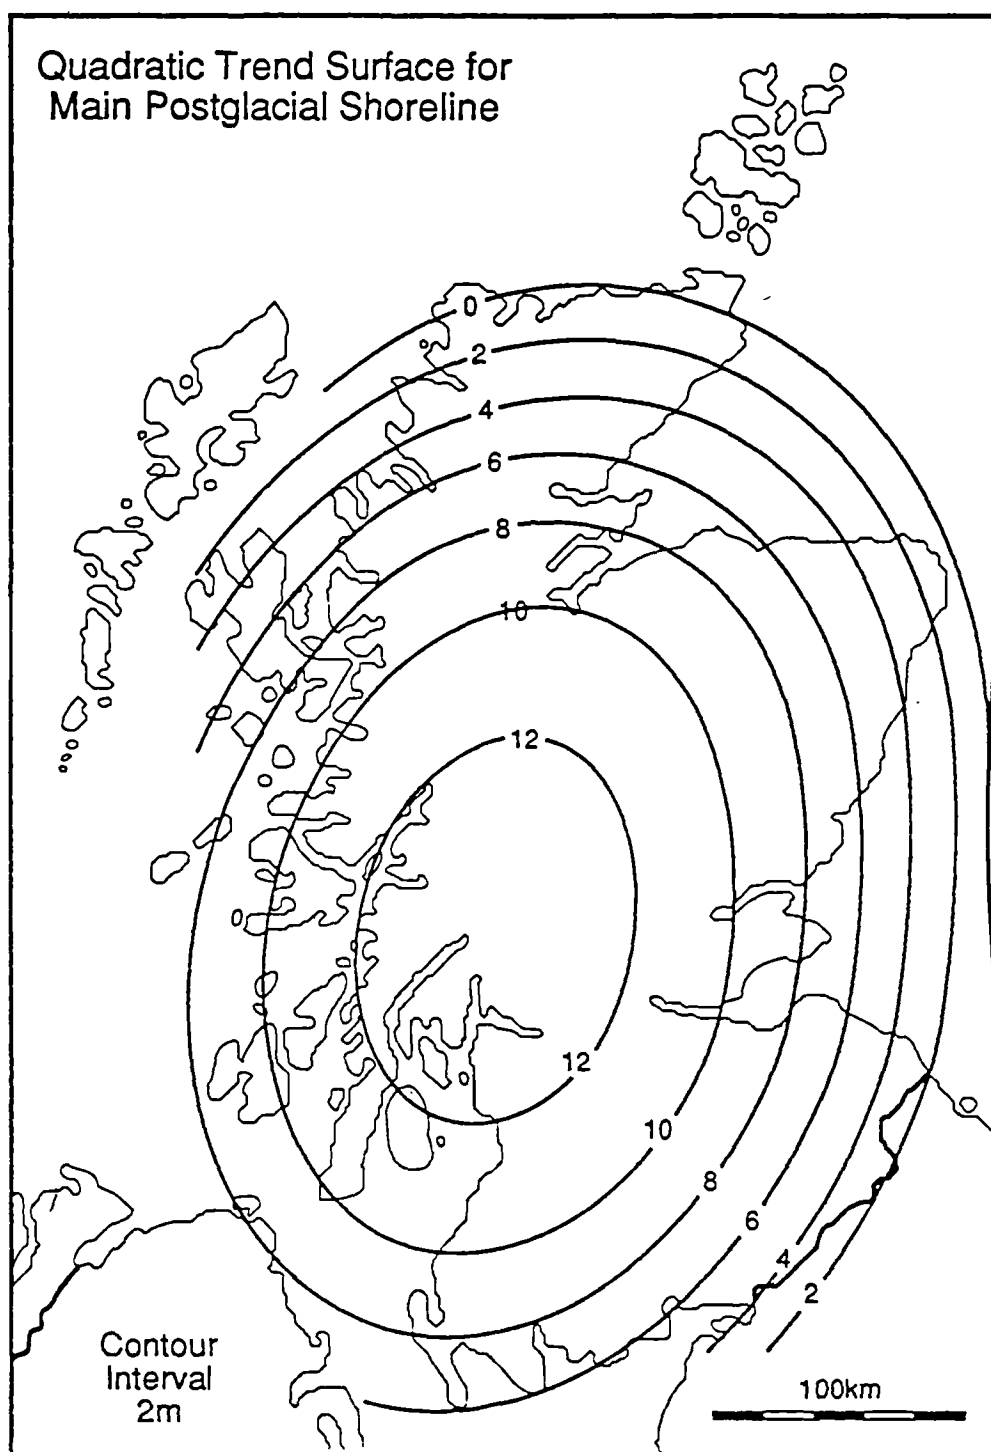 Quadratic Trend Surface for
Main Postglacial Shoreline
0
2
4
6
8
10
12
12
10
8
6
4
2
Contour
Interval
2m
100km